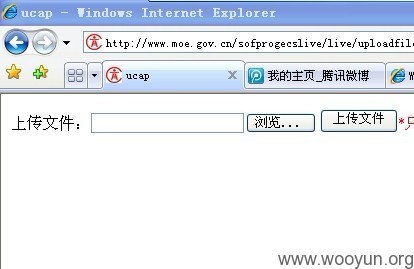 ucap - Windows Internet Explorer
http://www.moe.gov.cn/sofprogecslive/live/uploadfil
ucap
我的主页_腾讯微博
W
上传文件：
浏览...
上传文件
*只
www.wooyun.org